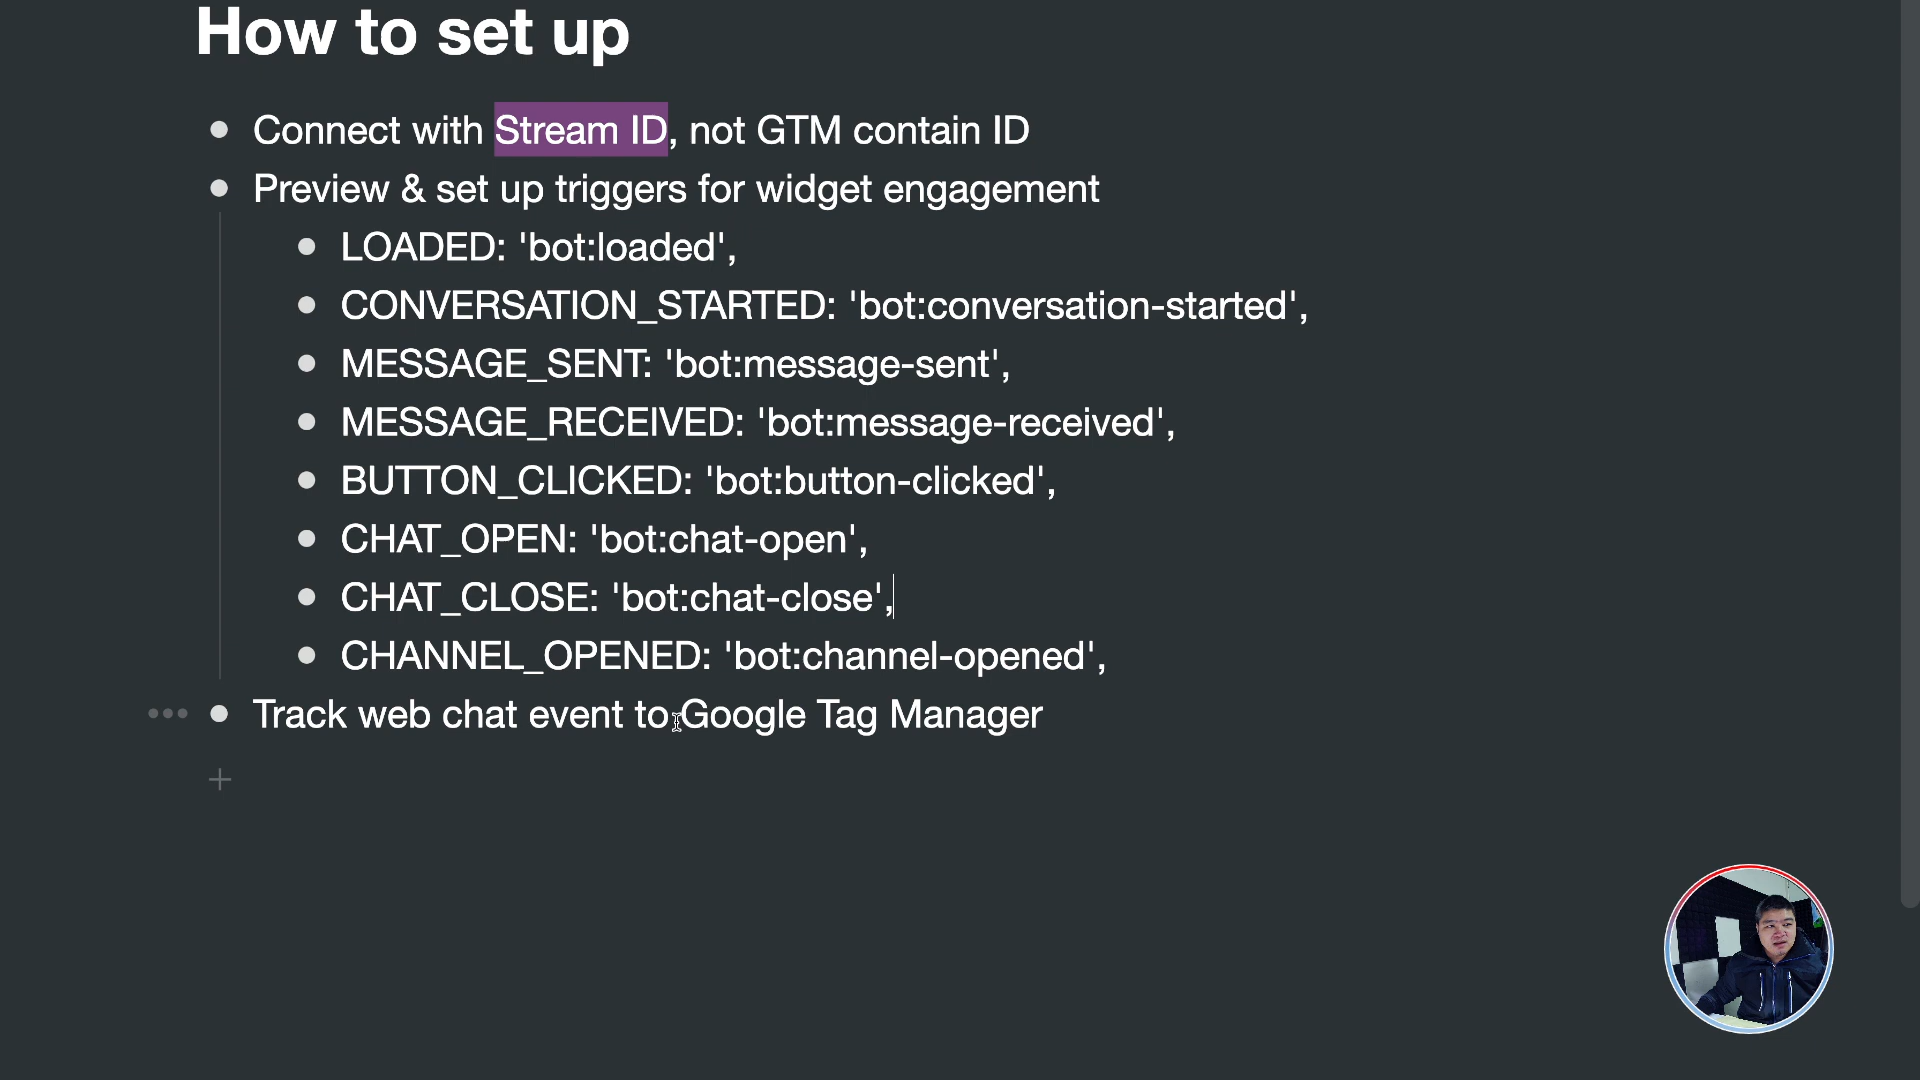 How to set up
Connect with Stream ID, not GTM contain ID
Preview & set up triggers for widget engagement
LOADED: 'bot:loaded',
CONVERSATION_STARTED: 'bot:conversation-started',
MESSAGE_SENT: 'bot:message-sent',
MESSAGE_RECEIVED: 'bot:message-received',
BUTTON_CLICKED: 'bot:button-clicked',
CHAT_OPEN: 'bot:chat-open',
CHAT_CLOSE: 'bot:chat-close',
CHANNEL_OPENED: 'bot:channel-opened',
Track web chat event to Google Tag Manager